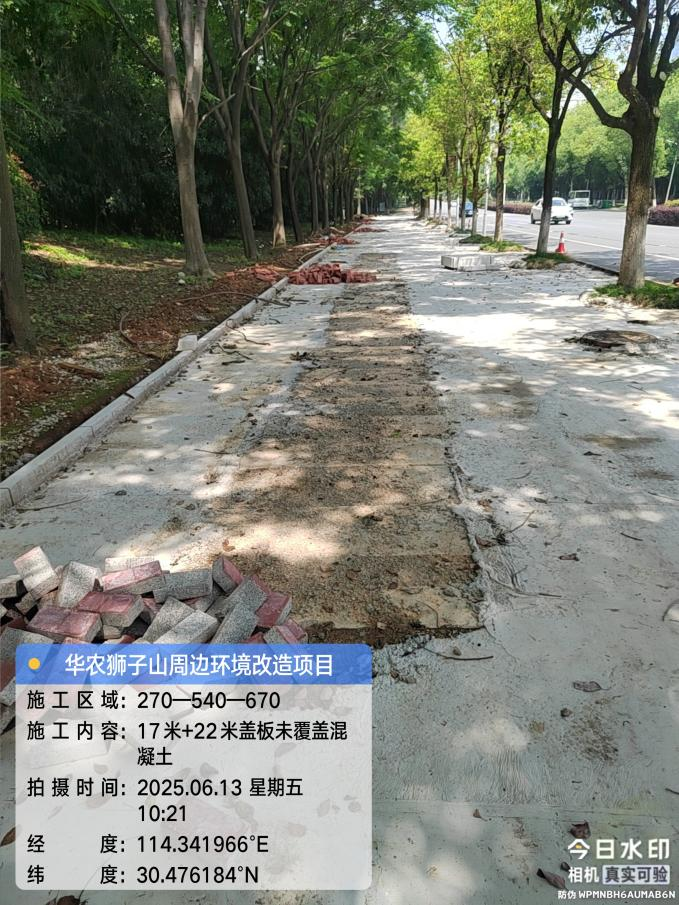 华农狮子山周边环境改造项目
施工区域：270—540—670
施工内容：17米+22米盖板未覆盖混
凝土
拍摄时间：2025.06.13 星期五
10:21
经度：114.341966°E
纬度：30.476184°N
今日水印
相机 真实可验
防伪 WPMNBH6AUMAB6N